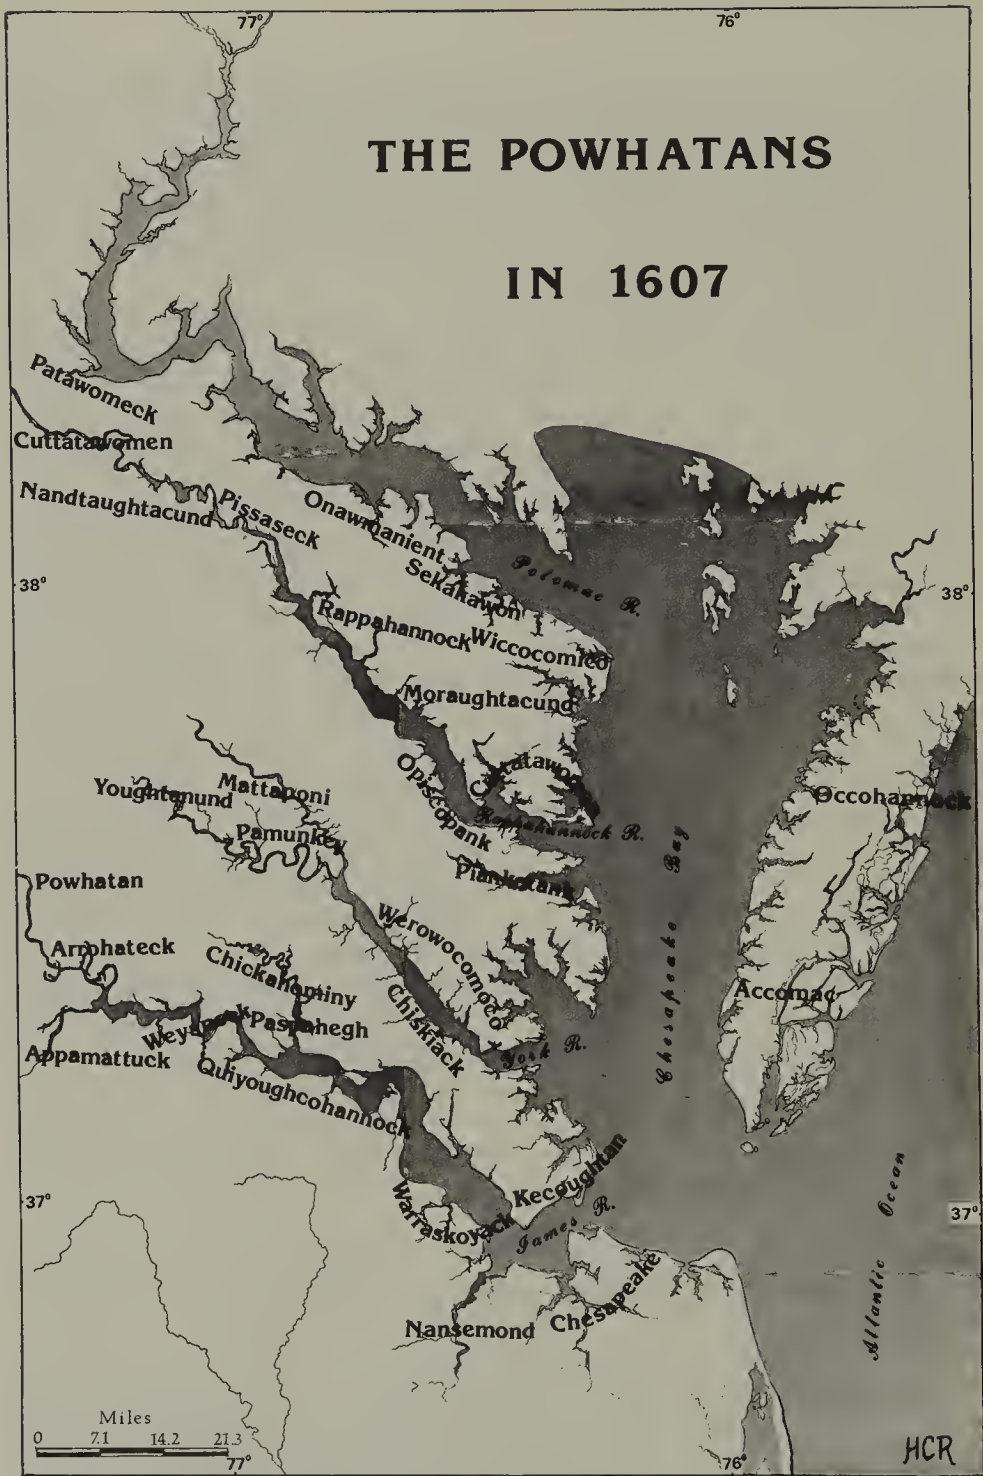 77°
76°
THE POWHATANS
IN 1607
Patawomeck
Cuttatawomen
Nandtaughtacund
Pissaseck
Onawmanient
Sekakawon
38°
38°
Potomac R.
Rappahannock
Wiccocomico
Moraughtacund
Cuttatawomen
Opiscopank
Rappahannock R.
Youghtanund
Mattaponi
Pamunkey
Piankatank
Occohannock
Chesapeake Bay
Powhatan
Arrohateck
Werowocomoco
Chickahominy
Chiskiack
Accomac
Appamattuck
Weyanock
Paspahegh
York R.
Quiyoughcohannock
Kecoughtan
Warraskoyack
James R.
37°
37°
Atlantic Ocean
Nansemond
Chesapeake
Miles
0 7.1 14.2 21.3
77°
76°
HCR